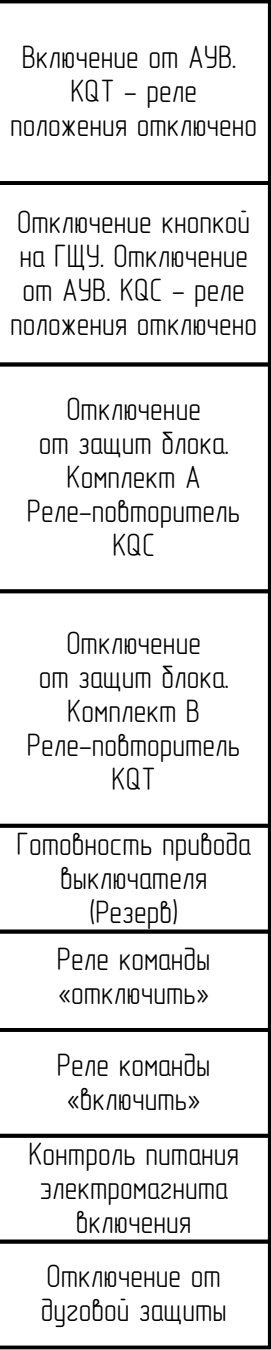 Включение от АУВ.
KQT – реле
положения отключено
Отключение кнопкой
на ГЩУ. Отключение
от АУВ. KQC – реле
положения отключено
Отключение
от защит блока.
Комплект А
Реле-повторитель
KQC
Отключение
от защит блока.
Комплект В
Реле-повторитель
KQT
Готовность привода
выключателя
(Резерв)
Реле команды
«отключить»
Реле команды
«включить»
Контроль питания
электромагнита
включения
Отключение от
дуговой защиты